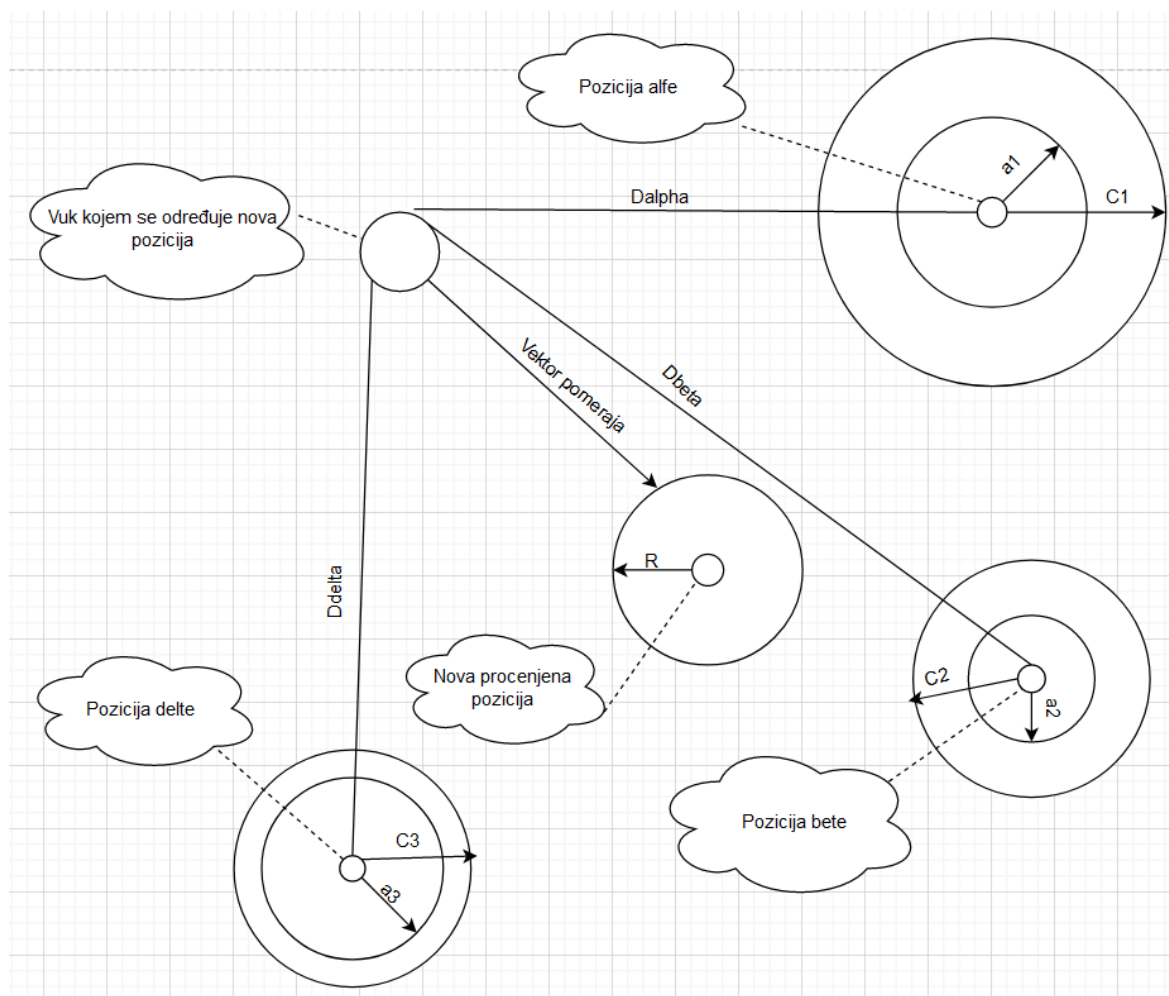 Pozicija alfe
a1
C1
Dalpha
Vuk kojem se određuje nova
pozicija
Vektor pomeraja
Dbeta
R
Ddelta
Nova procenjena
pozicija
C2
a2
Pozicija delte
Pozicija bete
C3
a3